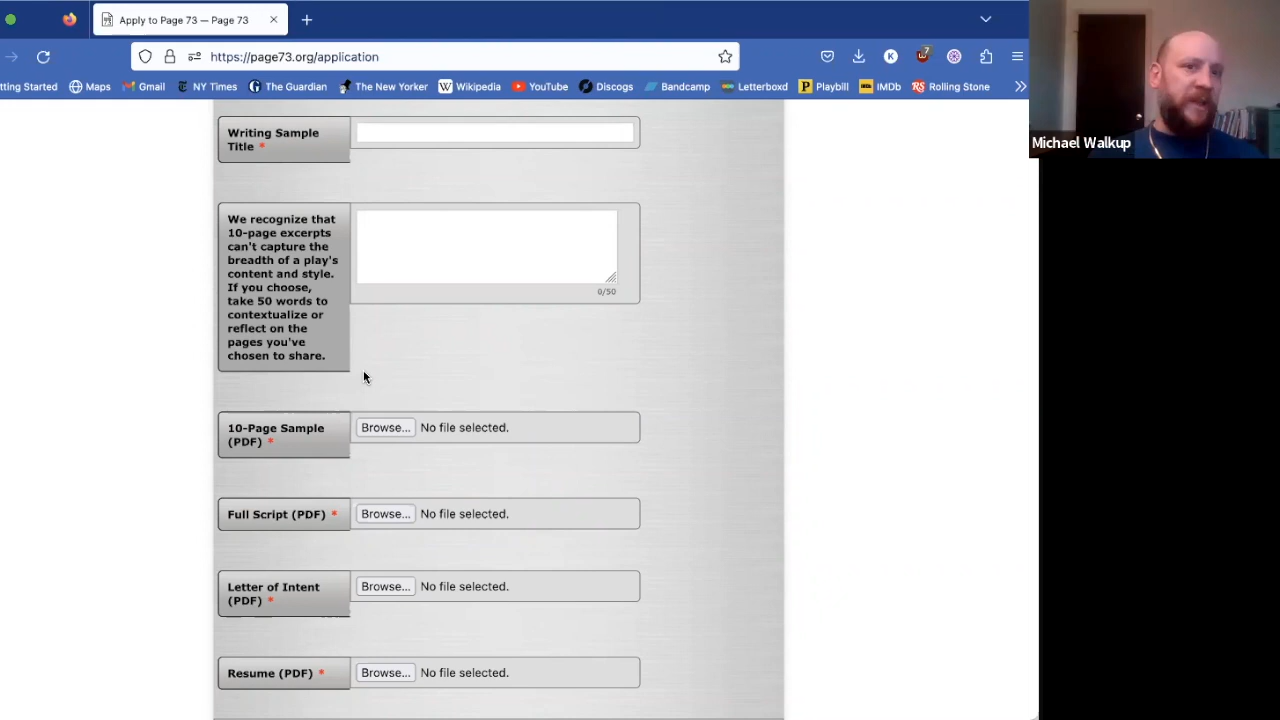 Apply to Page 73 — Page 73
https://page73.org/application
K
7
tting Started Maps Gmail NY Times The Guardian The New Yorker Wikipedia YouTube Discogs Bandcamp Letterboxd Playbill IMDb Rolling Stone
Michael Walkup
Writing Sample
Title *
We recognize that
10-page excerpts
can't capture the
breadth of a play's
content and style.
If you choose,
take 50 words to
contextualize or
reflect on the
pages you've
chosen to share.
0/50
10-Page Sample
(PDF) *
Browse... No file selected.
Full Script (PDF) *
Browse... No file selected.
Letter of Intent
(PDF) *
Browse... No file selected.
Resume (PDF) *
Browse... No file selected.